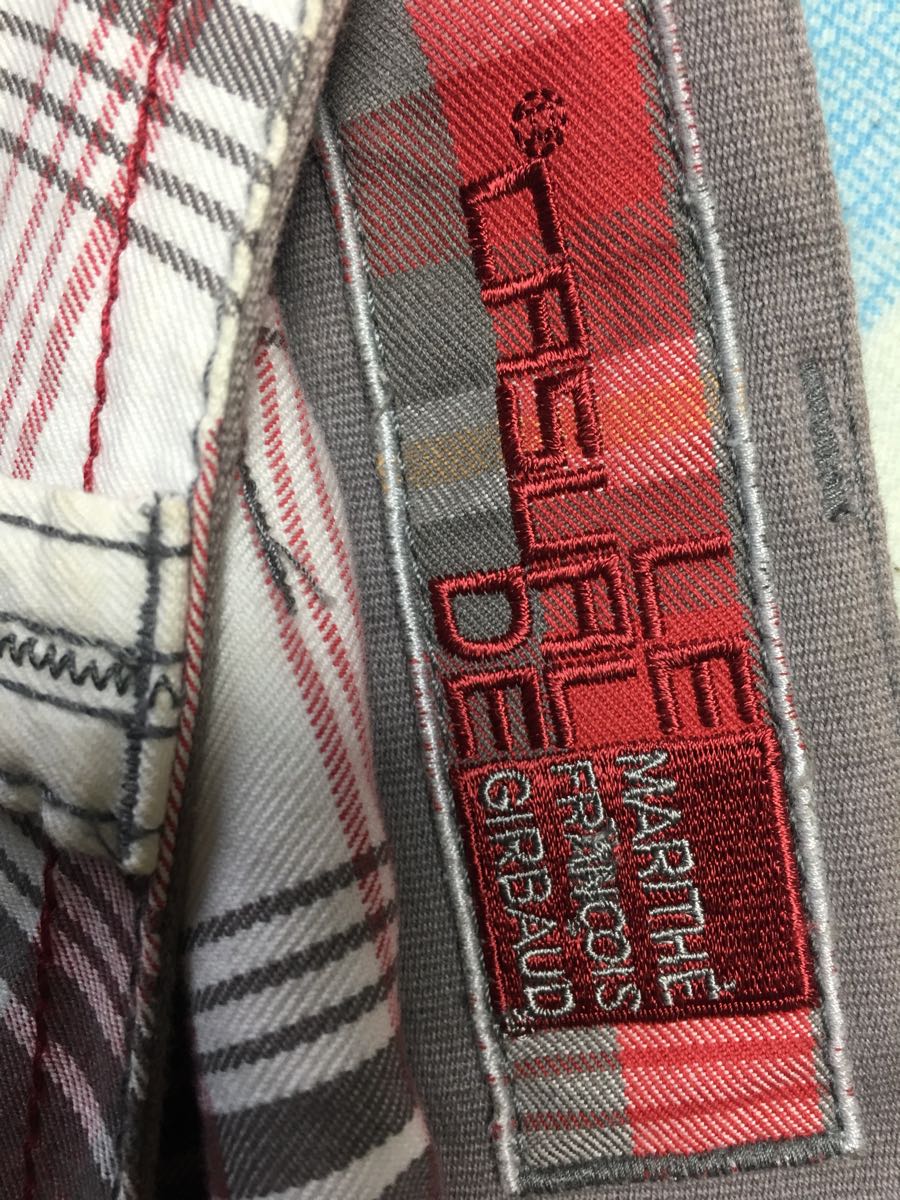 LE
CASUEL
DE
MARITHÉ
FRANÇOIS
GIRBAUD